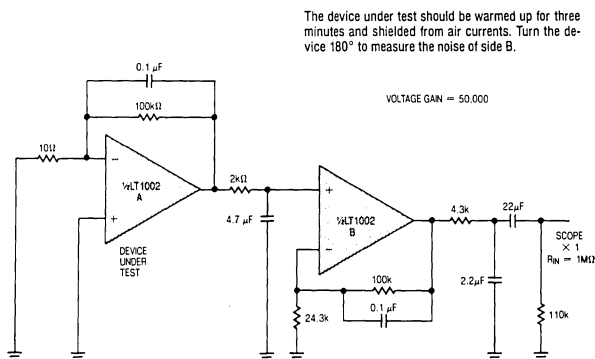 The device under test should be warmed up for three
minutes and shielded from air currents. Turn the de-
vice 180° to measure the noise of side B.
VOLTAGE GAIN = 50.000
0.1 µF
100kΩ
10Ω
−
½LT1002
A
+
DEVICE
UNDER
TEST
2kΩ
4.7 µF
+
½LT1002
B
−
100k
0.1 µF
24.3k
4.3k
22µF
2.2µF
110k
SCOPE
× 1
RIN = 1MΩ